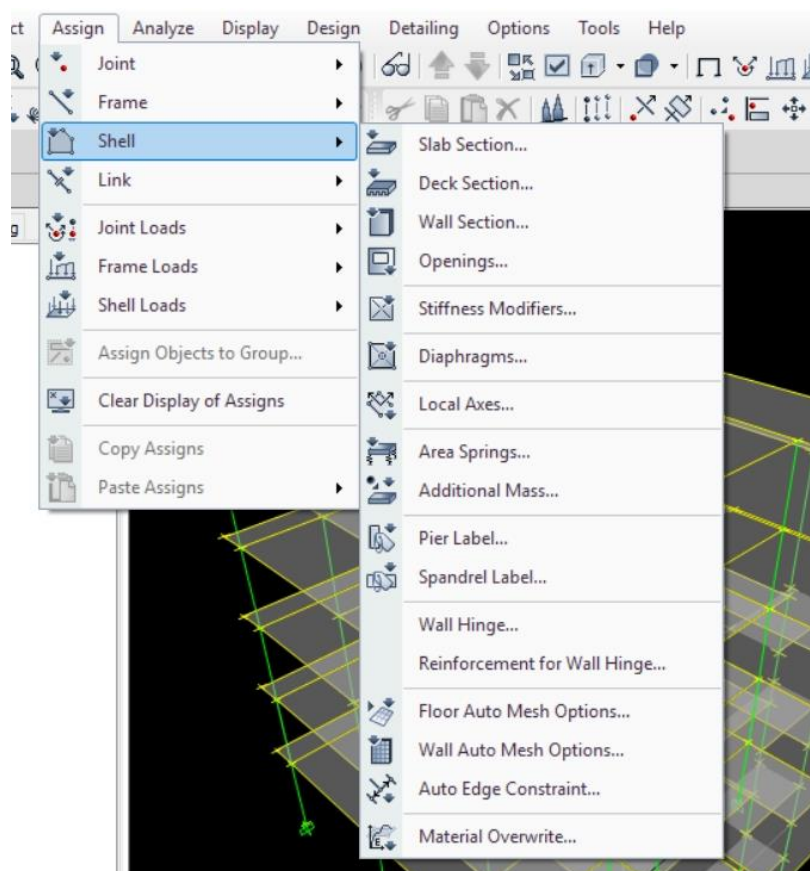 ct Assign Analyze Display Design Detailing Options Tools Help
Joint
Frame
Shell
Link
Joint Loads
Frame Loads
Shell Loads
Assign Objects to Group...
Clear Display of Assigns
Copy Assigns
Paste Assigns
g
Slab Section...
Deck Section...
Wall Section...
Openings...
Stiffness Modifiers...
Diaphragms...
Local Axes...
Area Springs...
Additional Mass...
Pier Label...
Spandrel Label...
Wall Hinge...
Reinforcement for Wall Hinge...
Floor Auto Mesh Options...
Wall Auto Mesh Options...
Auto Edge Constraint...
E,
Material Overwrite...